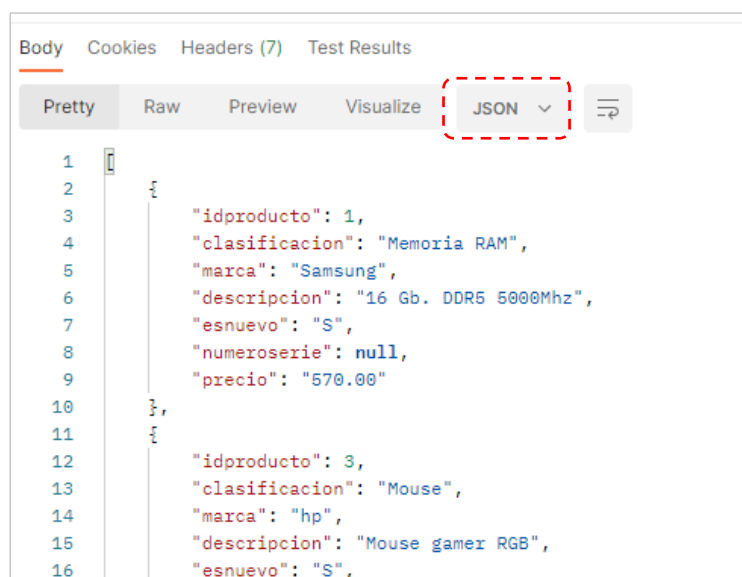 Body Cookies Headers (7) Test Results
Pretty Raw Preview Visualize JSON
1 [
2 {
3 "idproducto": 1,
4 "clasificacion": "Memoria RAM",
5 "marca": "Samsung",
6 "descripcion": "16 Gb. DDR5 5000Mhz",
7 "esnuevo": "S",
8 "numeroserie": null,
9 "precio": "570.00"
10 },
11 {
12 "idproducto": 3,
13 "clasificacion": "Mouse",
14 "marca": "hp",
15 "descripcion": "Mouse gamer RGB",
16 "esnuevo": "S",